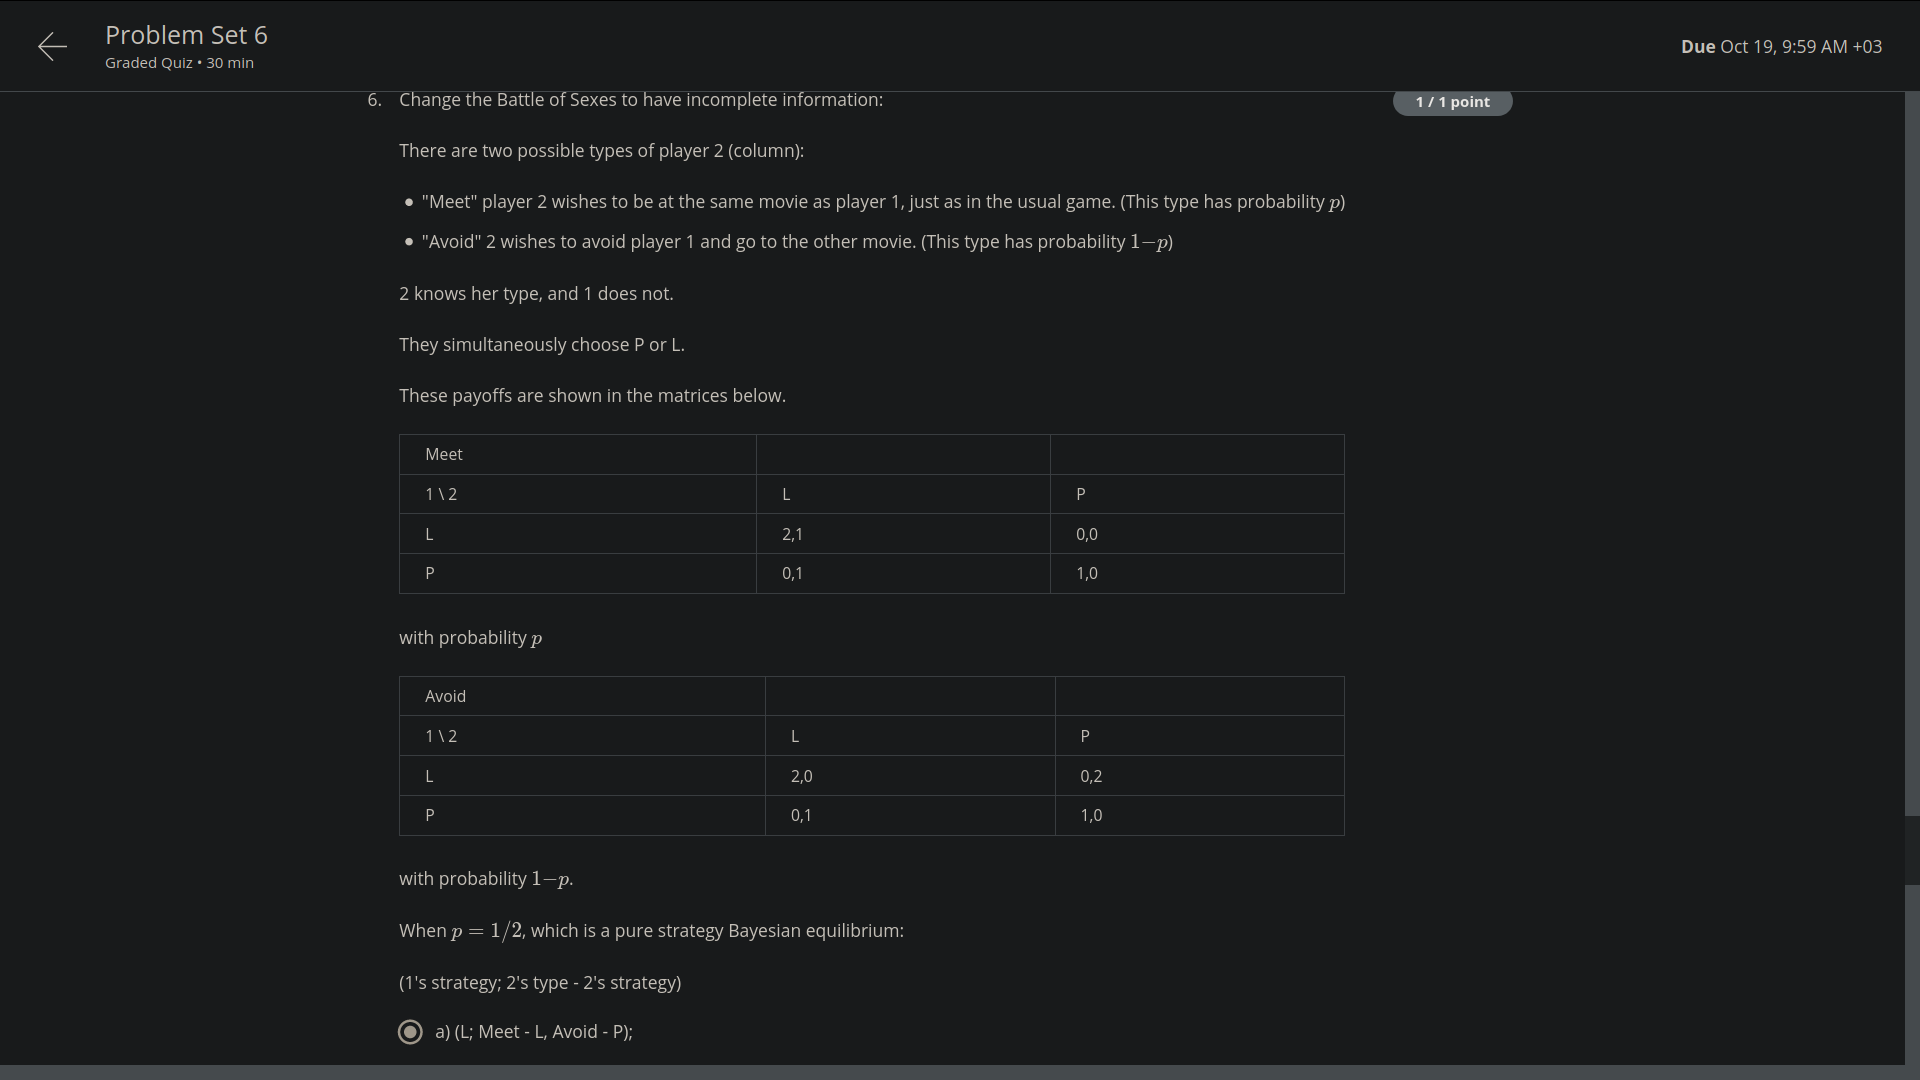 Problem Set 6
Graded Quiz • 30 min
Due Oct 19, 9:59 AM +03
6. Change the Battle of Sexes to have incomplete information:
1 / 1 point
There are two possible types of player 2 (column):
• "Meet" player 2 wishes to be at the same movie as player 1, just as in the usual game. (This type has probability p)
• "Avoid" 2 wishes to avoid player 1 and go to the other movie. (This type has probability 1−p)
2 knows her type, and 1 does not.
They simultaneously choose P or L.
These payoffs are shown in the matrices below.
Meet
1 \ 2 L P
L 2,1 0,0
P 0,1 1,0
with probability p
Avoid
1 \ 2 L P
L 2,0 0,2
P 0,1 1,0
with probability 1−p.
When p = 1/2, which is a pure strategy Bayesian equilibrium:
(1's strategy; 2's type - 2's strategy)
a) (L; Meet - L, Avoid - P);